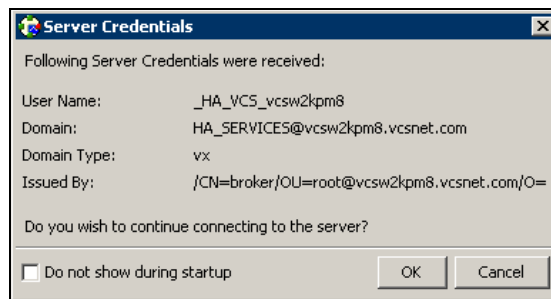 Server Credentials
Following Server Credentials were received:
User Name: _HA_VCS_vcsw2kpm8
Domain: HA_SERVICES@vcsw2kpm8.vcsnet.com
Domain Type: vx
Issued By: /CN=broker/OU=root@vcsw2kpm8.vcsnet.com/O=
Do you wish to continue connecting to the server?
Do not show during startup OK Cancel